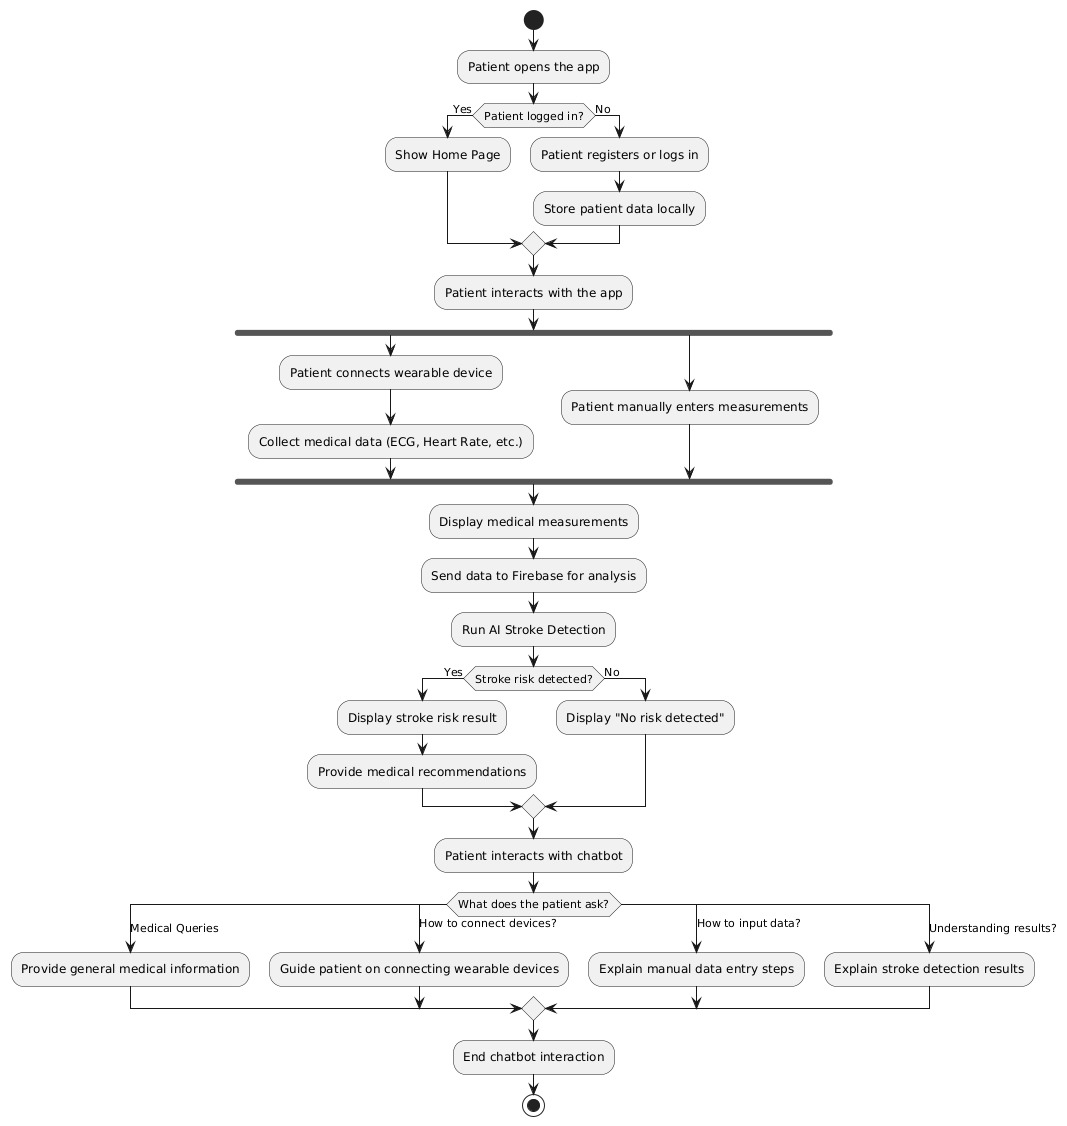 Patient opens the app
Patient logged in?
Yes
No
Show Home Page
Patient registers or logs in
Store patient data locally
Patient interacts with the app
Patient connects wearable device
Patient manually enters measurements
Collect medical data (ECG, Heart Rate, etc.)
Display medical measurements
Send data to Firebase for analysis
Run AI Stroke Detection
Stroke risk detected?
Yes
No
Display stroke risk result
Display "No risk detected"
Provide medical recommendations
Patient interacts with chatbot
What does the patient ask?
Medical Queries
How to connect devices?
How to input data?
Understanding results?
Provide general medical information
Guide patient on connecting wearable devices
Explain manual data entry steps
Explain stroke detection results
End chatbot interaction